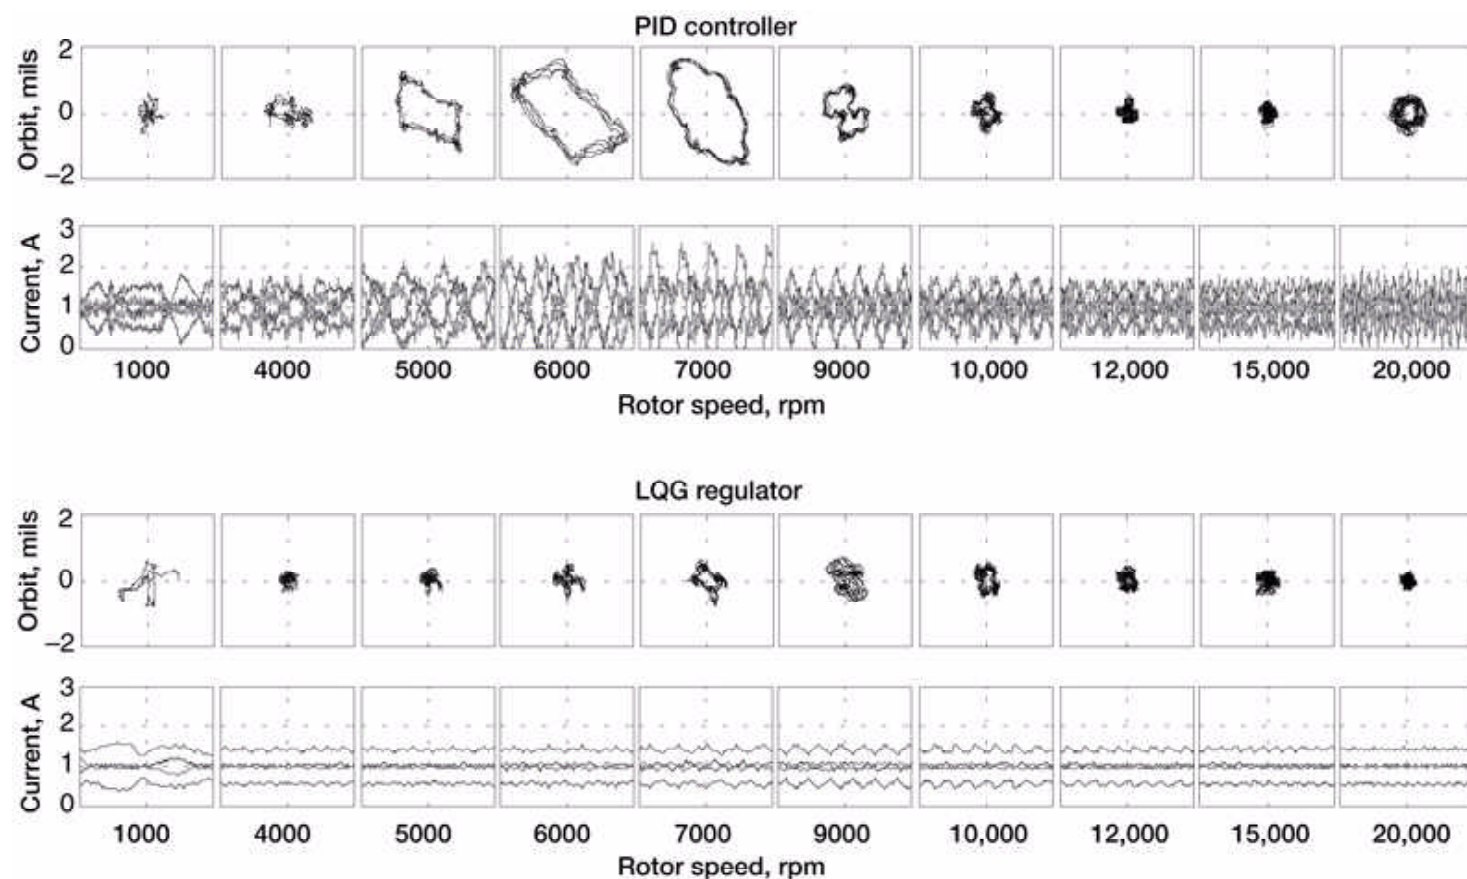 PID controller
2
0
–2
Orbit, mils
3
2
1
0
Current, A
1000 4000 5000 6000 7000 9000 10,000 12,000 15,000 20,000
Rotor speed, rpm
LQG regulator
2
0
–2
Orbit, mils
3
2
1
0
Current, A
1000 4000 5000 6000 7000 9000 10,000 12,000 15,000 20,000
Rotor speed, rpm